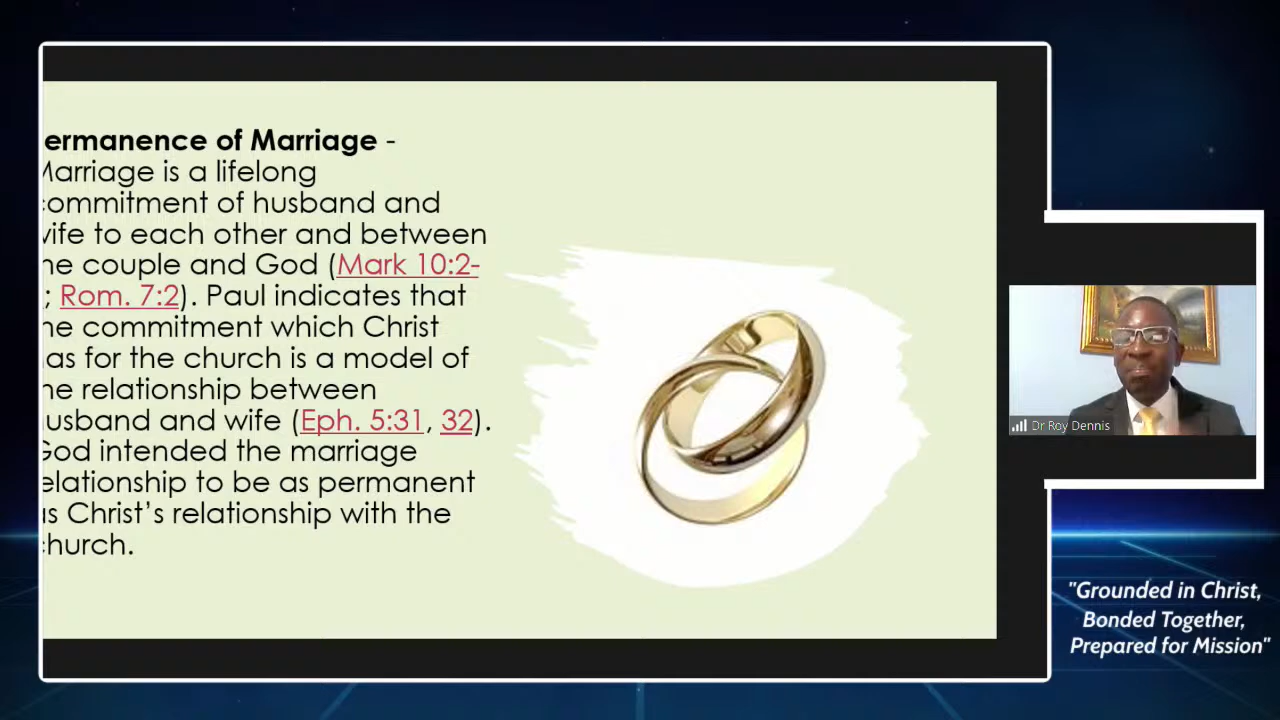 ermanence of Marriage -
Marriage is a lifelong
commitment of husband and
wife to each other and between
he couple and God (Mark 10:2-
; Rom. 7:2). Paul indicates that
he commitment which Christ
as for the church is a model of
he relationship between
usband and wife (Eph. 5:31, 32).
God intended the marriage
elationship to be as permanent
as Christ’s relationship with the
church.
Dr Roy Dennis
"Grounded in Christ,
Bonded Together,
Prepared for Mission"